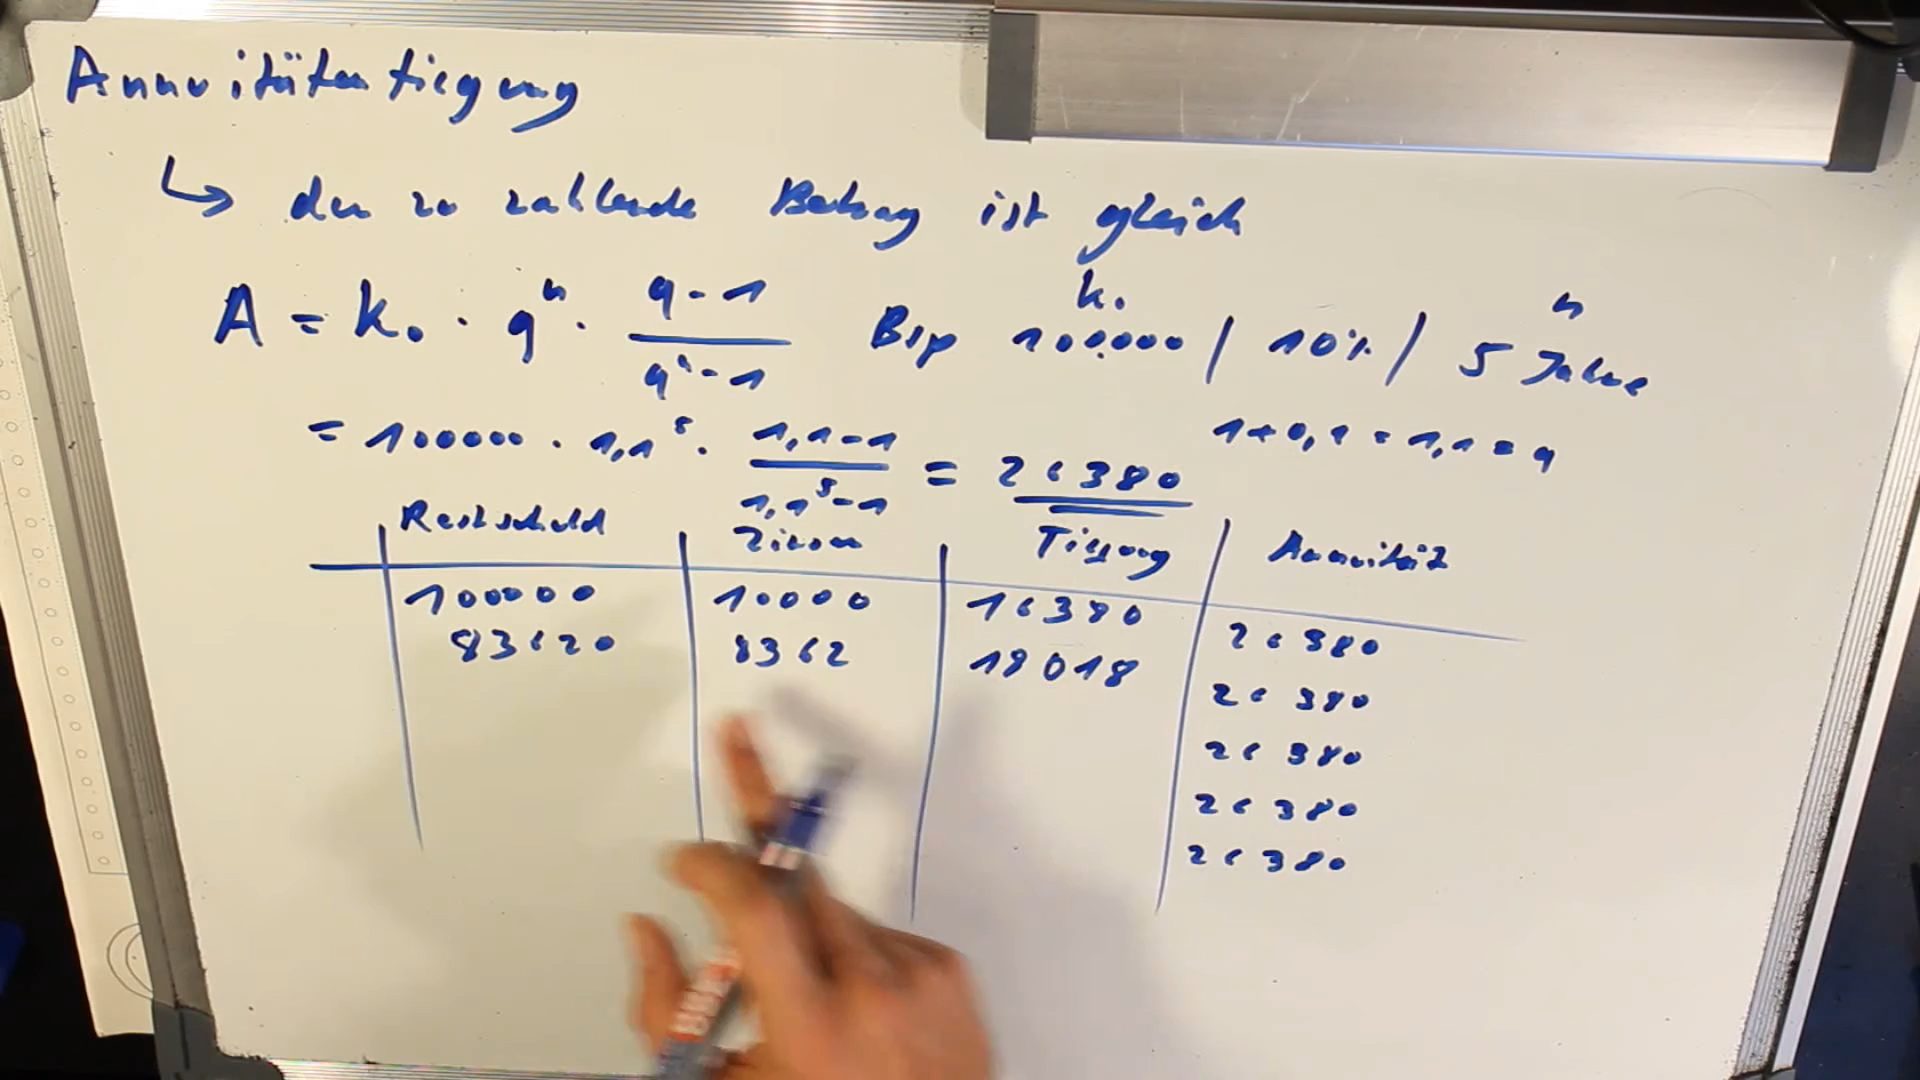 Annuitätentilgung
↳ der zu zahlende Betrag ist gleich
A = k₀ · qⁿ · (q - 1)/(qⁿ - 1) Bsp k₀ 100.000 / 10% / n 5 Jahre
= 100000 · 1,1⁵ · (1,1 - 1)/(1,1⁵ - 1) = 26380
1 + 0,1 = 1,1 = q
Restschuld Zinsen Tilgung Annuität
100000 10000 16380 26380
83620 8362 18018 26380
26380
26380
26380